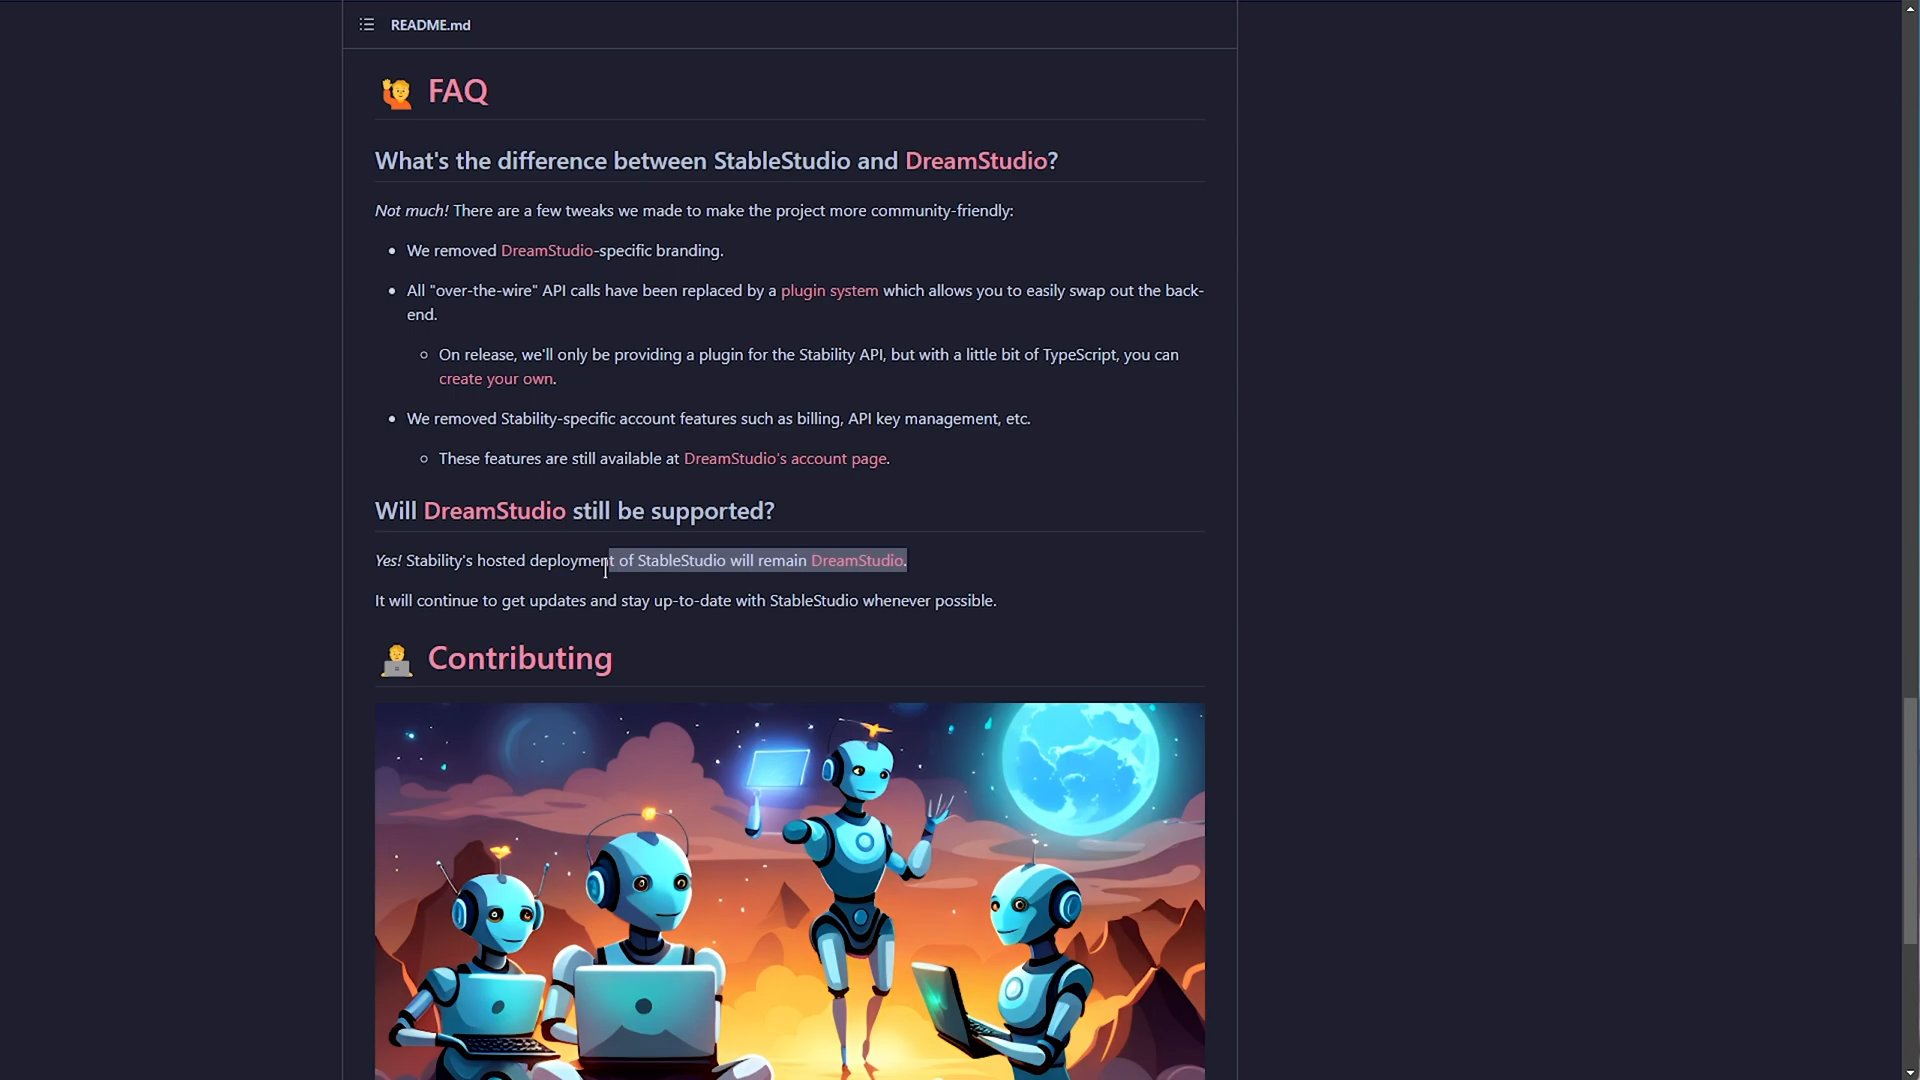 README.md
FAQ
What's the difference between StableStudio and DreamStudio?
Not much! There are a few tweaks we made to make the project more community-friendly:
We removed DreamStudio-specific branding.
All "over-the-wire" API calls have been replaced by a plugin system which allows you to easily swap out the back-
end.
On release, we'll only be providing a plugin for the Stability API, but with a little bit of TypeScript, you can
create your own.
We removed Stability-specific account features such as billing, API key management, etc.
These features are still available at DreamStudio's account page.
Will DreamStudio still be supported?
Yes! Stability's hosted deployment of StableStudio will remain DreamStudio.
It will continue to get updates and stay up-to-date with StableStudio whenever possible.
Contributing